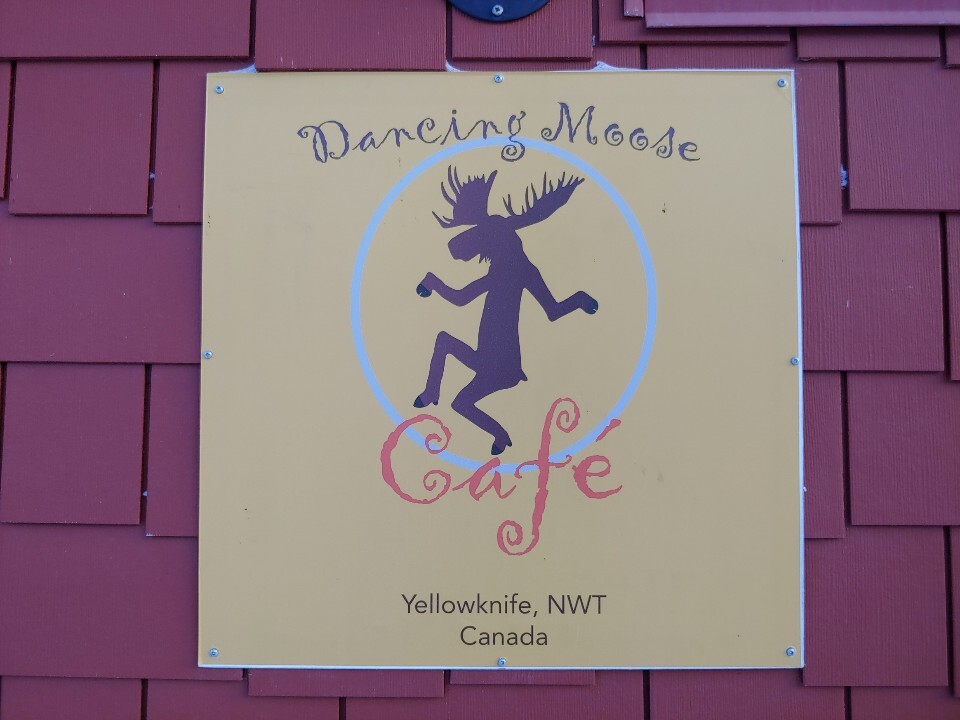 Dancing Moose
Café
Yellowknife, NWT
Canada